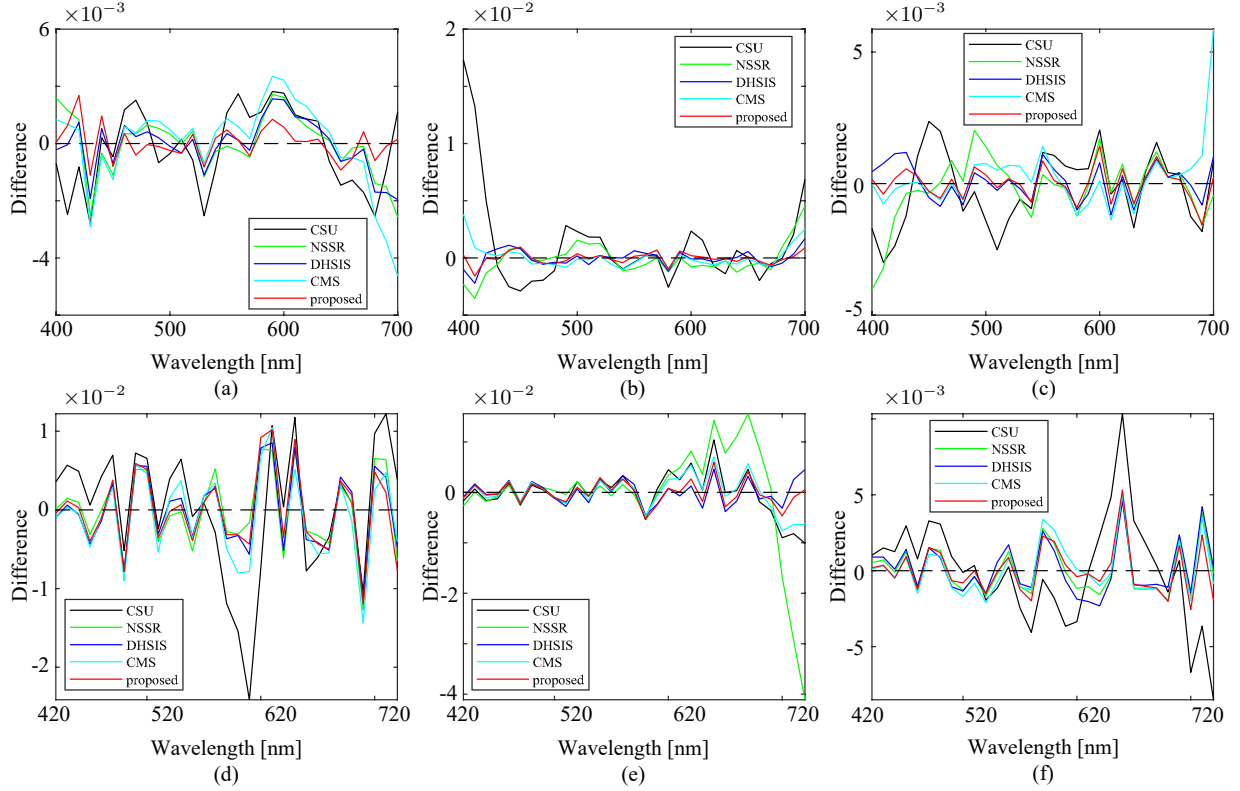 ×10⁻³
6
0
-4
Difference
CSU
NSSR
DHSIS
CMS
proposed
400 500 600 700
Wavelength [nm]
(a)
×10⁻²
2
0
Difference
CSU
NSSR
DHSIS
CMS
proposed
400 500 600 700
Wavelength [nm]
(b)
×10⁻³
5
0
-5
Difference
CSU
NSSR
DHSIS
CMS
proposed
400 500 600 700
Wavelength [nm]
(c)
×10⁻²
1
0
-1
-2
Difference
CSU
NSSR
DHSIS
CMS
proposed
420 520 620 720
Wavelength [nm]
(d)
×10⁻²
0
-2
-4
Difference
CSU
NSSR
DHSIS
CMS
proposed
420 520 620 720
Wavelength [nm]
(e)
×10⁻³
5
0
-5
Difference
CSU
NSSR
DHSIS
CMS
proposed
420 520 620 720
Wavelength [nm]
(f)